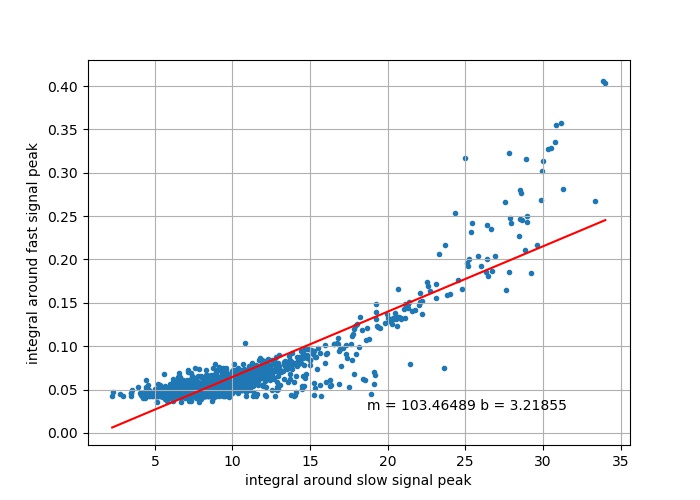 0.40
0.35
0.30
0.25
0.20
0.15
0.10
0.05
0.00
integral around fast signal peak
m = 103.46489 b = 3.21855
5 10 15 20 25 30 35
integral around slow signal peak